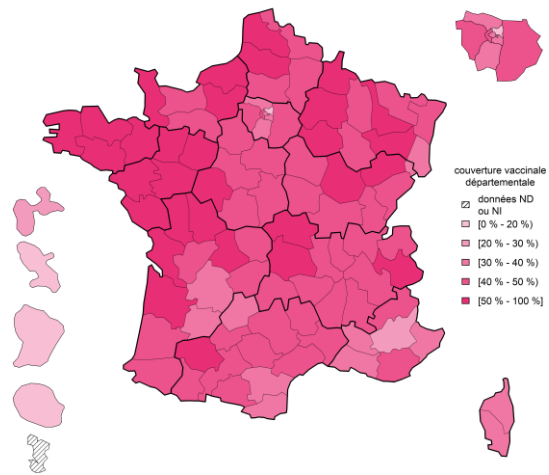 couverture vaccinale
départementale
données ND
ou NI
[0 % - 20 %)
[20 % - 30 %)
[30 % - 40 %)
[40 % - 50 %)
[50 % - 100 %]